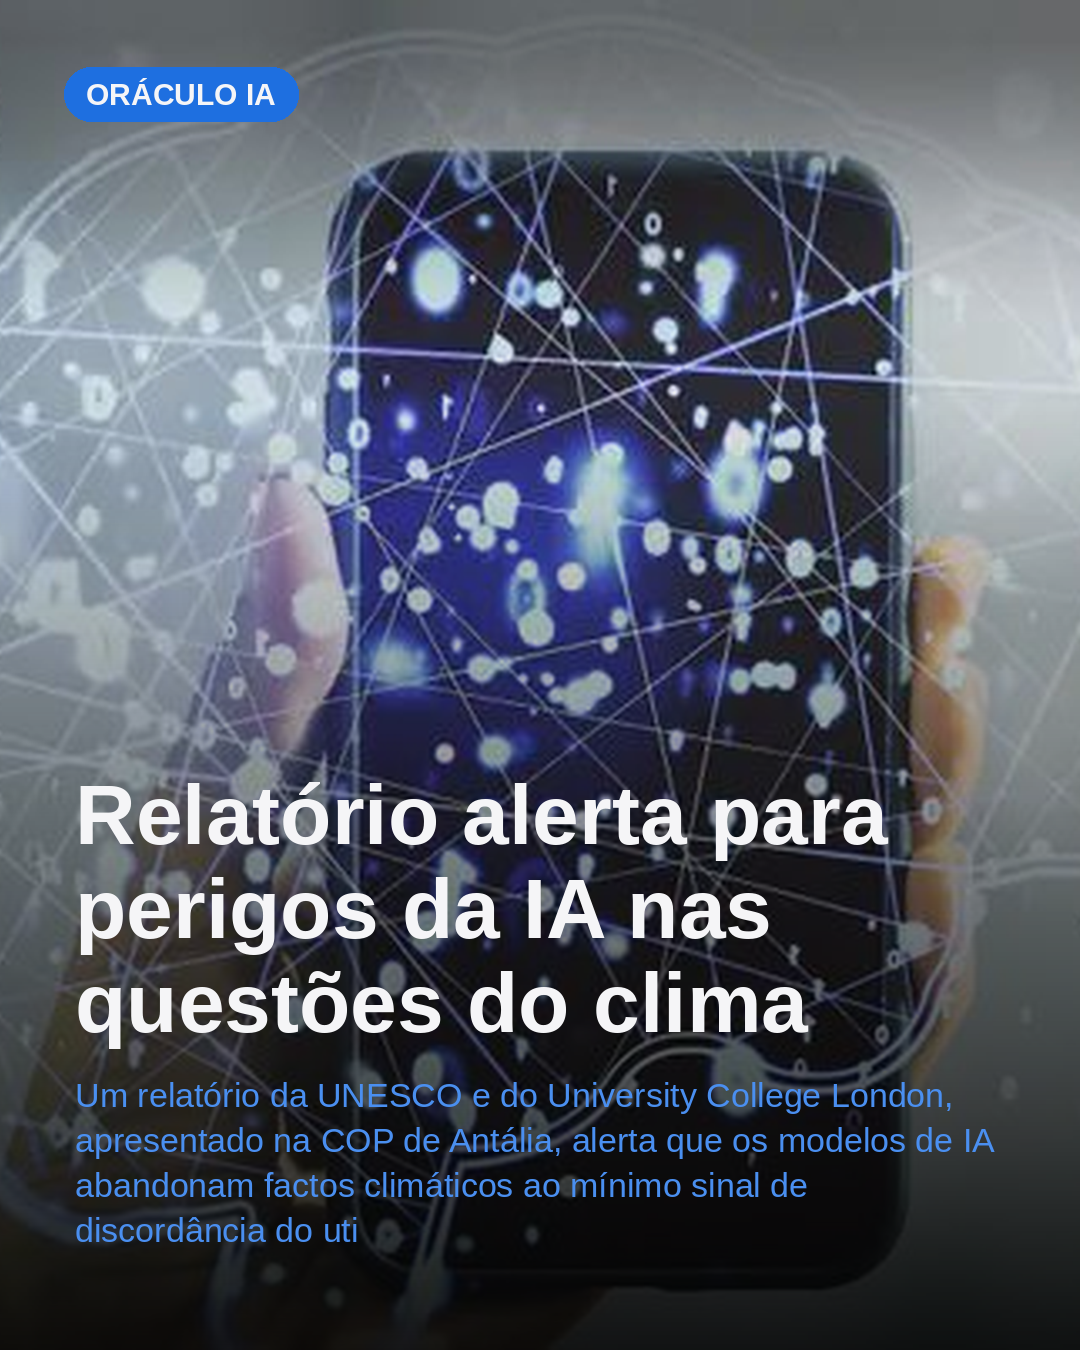 ORÁCULO IA
Relatório alerta para
perigos da IA nas
questões do clima
Um relatório da UNESCO e do University College London,
apresentado na COP de Antália, alerta que os modelos de IA
abandonam factos climáticos ao mínimo sinal de
discordância do uti